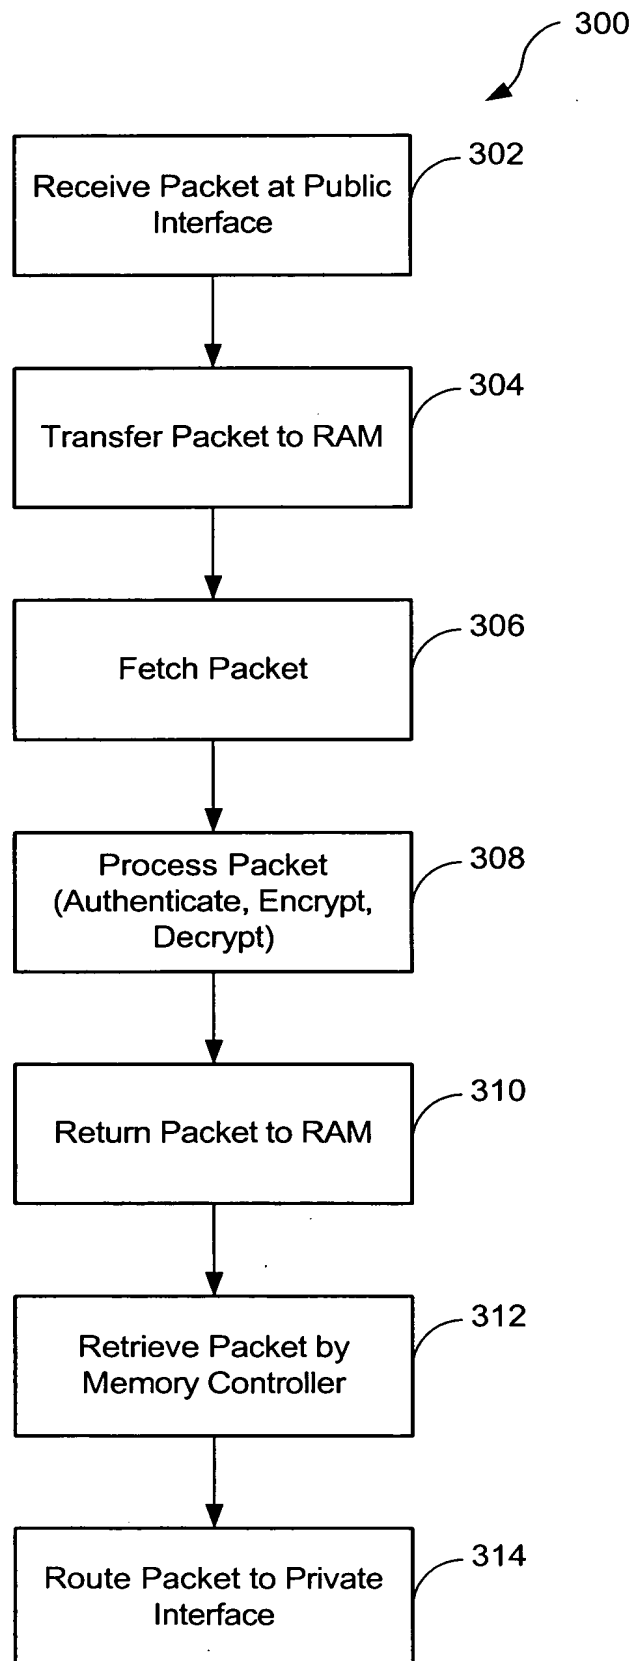 300
302
Receive Packet at Public
Interface
304
Transfer Packet to RAM
306
Fetch Packet
308
Process Packet
(Authenticate, Encrypt,
Decrypt)
310
Return Packet to RAM
312
Retrieve Packet by
Memory Controller
314
Route Packet to Private
Interface